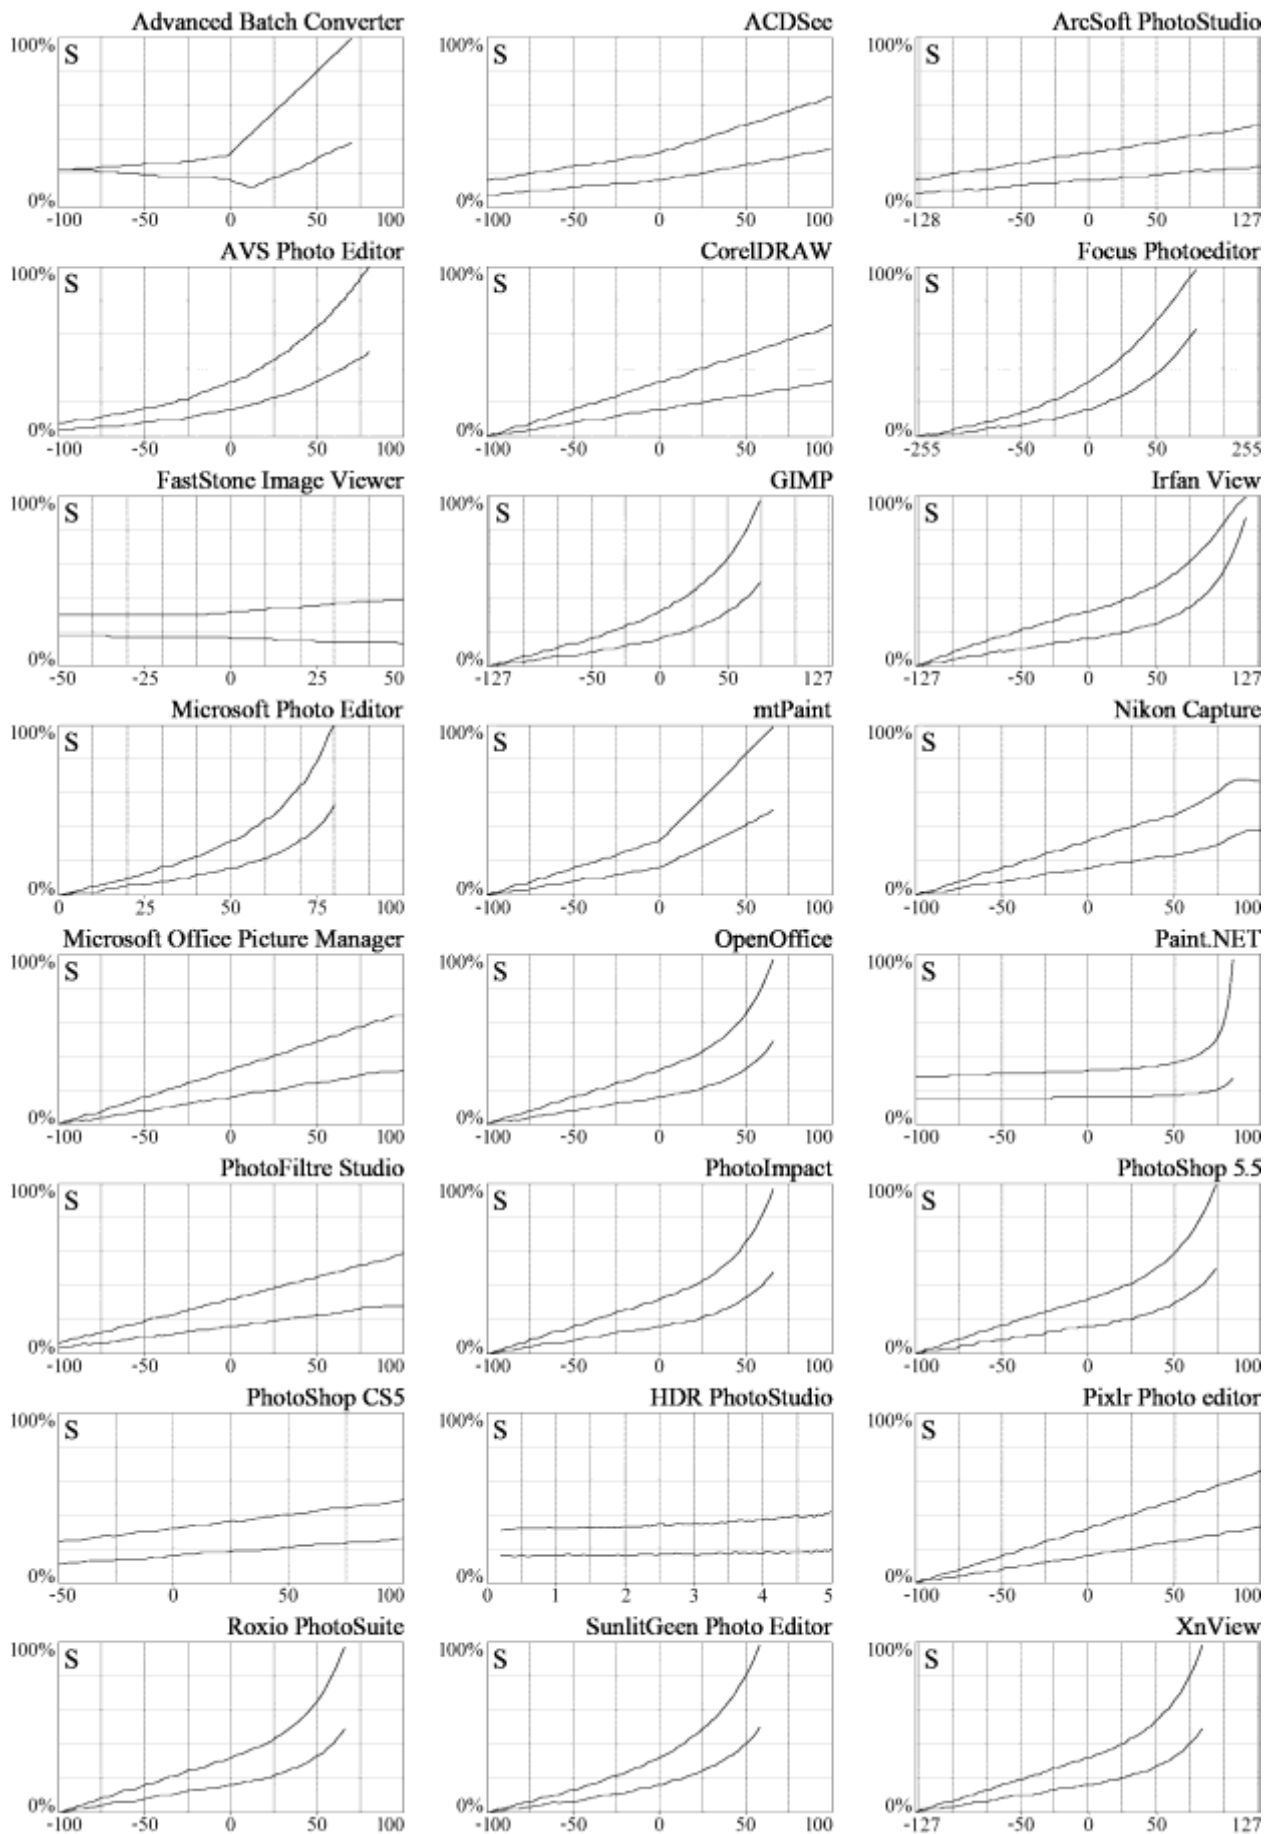 Advanced Batch Converter ACDSee ArcSoft PhotoStudio
100% S 100% S 100% S
0% 0% 0%
-100 -50 0 50 100 -100 -50 0 50 100 -128 -50 0 50 127
AVS Photo Editor CorelDRAW Focus Photoeditor
100% S 100% S 100% S
0% 0% 0%
-100 -50 0 50 100 -100 -50 0 50 100 -255 -50 0 50 255
FastStone Image Viewer GIMP Irfan View
100% S 100% S 100% S
0% 0% 0%
-50 -25 0 25 50 -127 -50 0 50 127 -127 -50 0 50 127
Microsoft Photo Editor mtPaint Nikon Capture
100% S 100% S 100% S
0% 0% 0%
0 25 50 75 100 -100 -50 0 50 100 -100 -50 0 50 100
Microsoft Office Picture Manager OpenOffice Paint.NET
100% S 100% S 100% S
0% 0% 0%
-100 -50 0 50 100 -100 -50 0 50 100 -100 -50 0 50 100
PhotoFiltre Studio PhotoImpact PhotoShop 5.5
100% S 100% S 100% S
0% 0% 0%
-100 -50 0 50 100 -100 -50 0 50 100 -100 -50 0 50 100
PhotoShop CS5 HDR PhotoStudio Pixlr Photo editor
100% S 100% S 100% S
0% 0% 0%
-50 0 50 100 0 1 2 3 4 5 -100 -50 0 50 100
Roxio PhotoSuite SunlitGeen Photo Editor XnView
100% S 100% S 100% S
0% 0% 0%
-100 -50 0 50 100 -100 -50 0 50 100 -127 -50 0 50 127